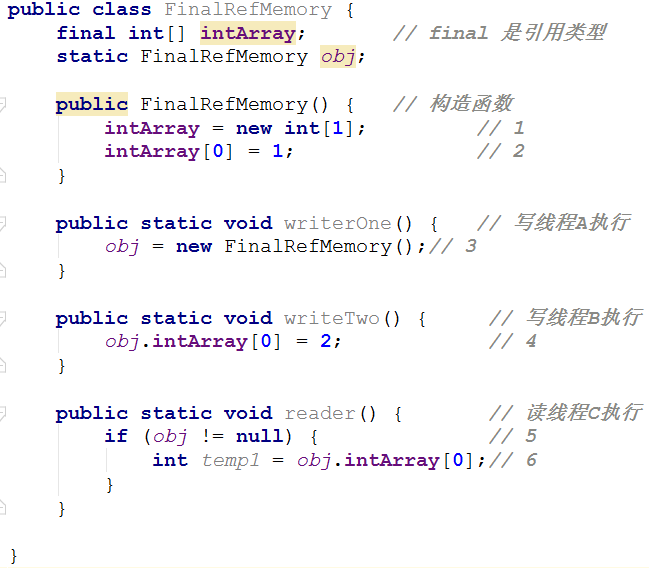 public class FinalRefMemory {
    final int[] intArray;       // final 是引用类型
    static FinalRefMemory obj;

    public FinalRefMemory() {   // 构造函数
        intArray = new int[1];         // 1
        intArray[0] = 1;               // 2
    }

    public static void writerOne() {   // 写线程A执行
        obj = new FinalRefMemory();// 3
    }

    public static void writeTwo() {     // 写线程B执行
        obj.intArray[0] = 2;            // 4
    }

    public static void reader() {       // 读线程C执行
        if (obj != null) {              // 5
            int temp1 = obj.intArray[0];// 6
        }
    }

}